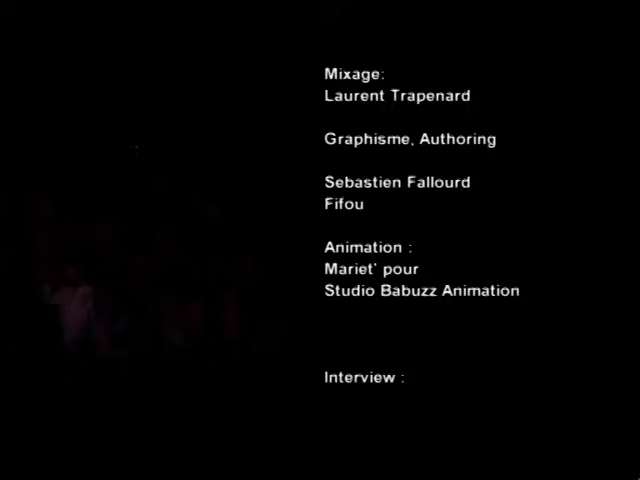 Mixage:
Laurent Trapenard
Graphisme, Authoring
Sebastien Fallourd
Fifou
Animation :
Mariet' pour
Studio Babuzz Animation
Interview :